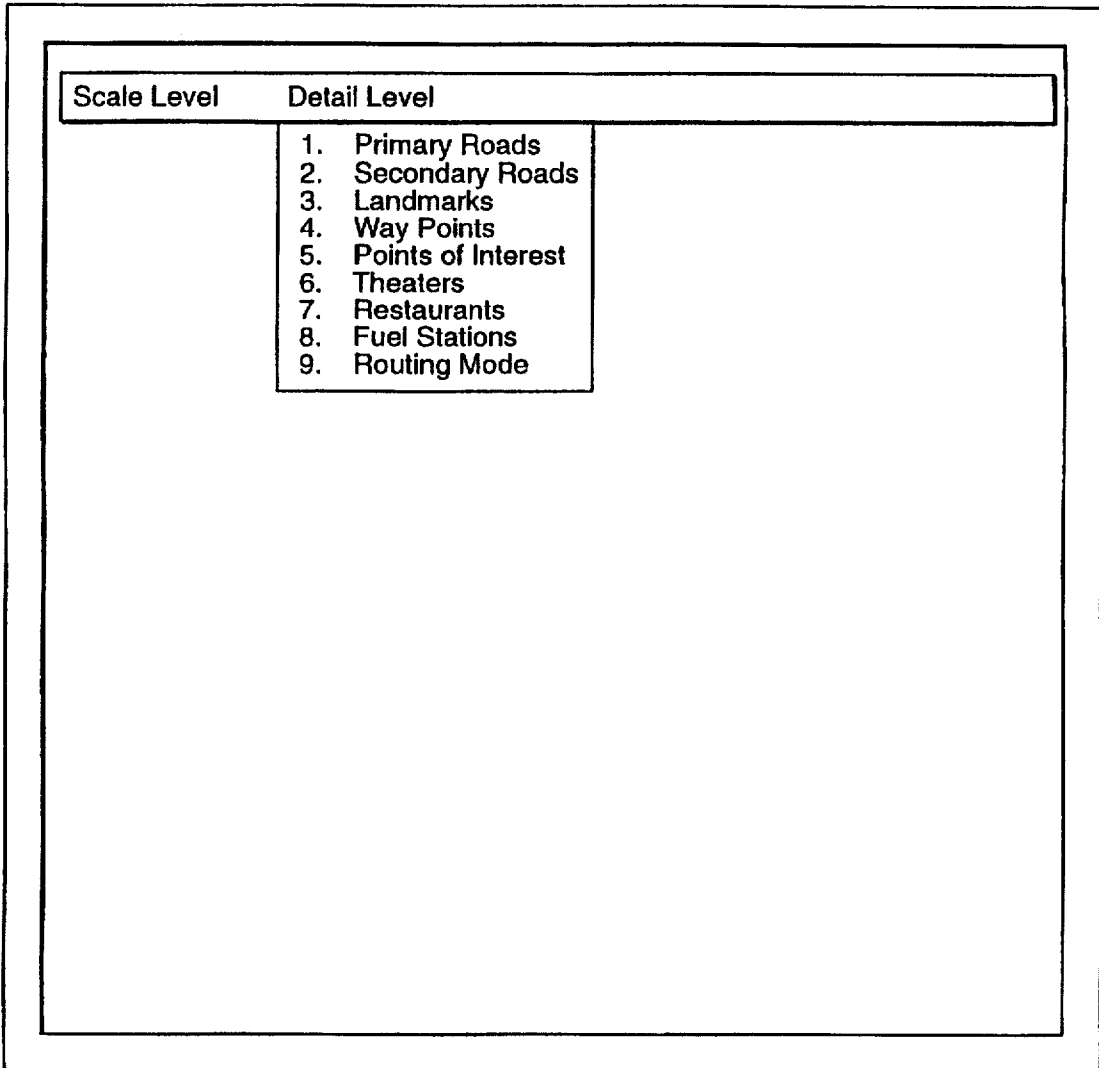 Scale Level Detail Level
1. Primary Roads
2. Secondary Roads
3. Landmarks
4. Way Points
5. Points of Interest
6. Theaters
7. Restaurants
8. Fuel Stations
9. Routing Mode